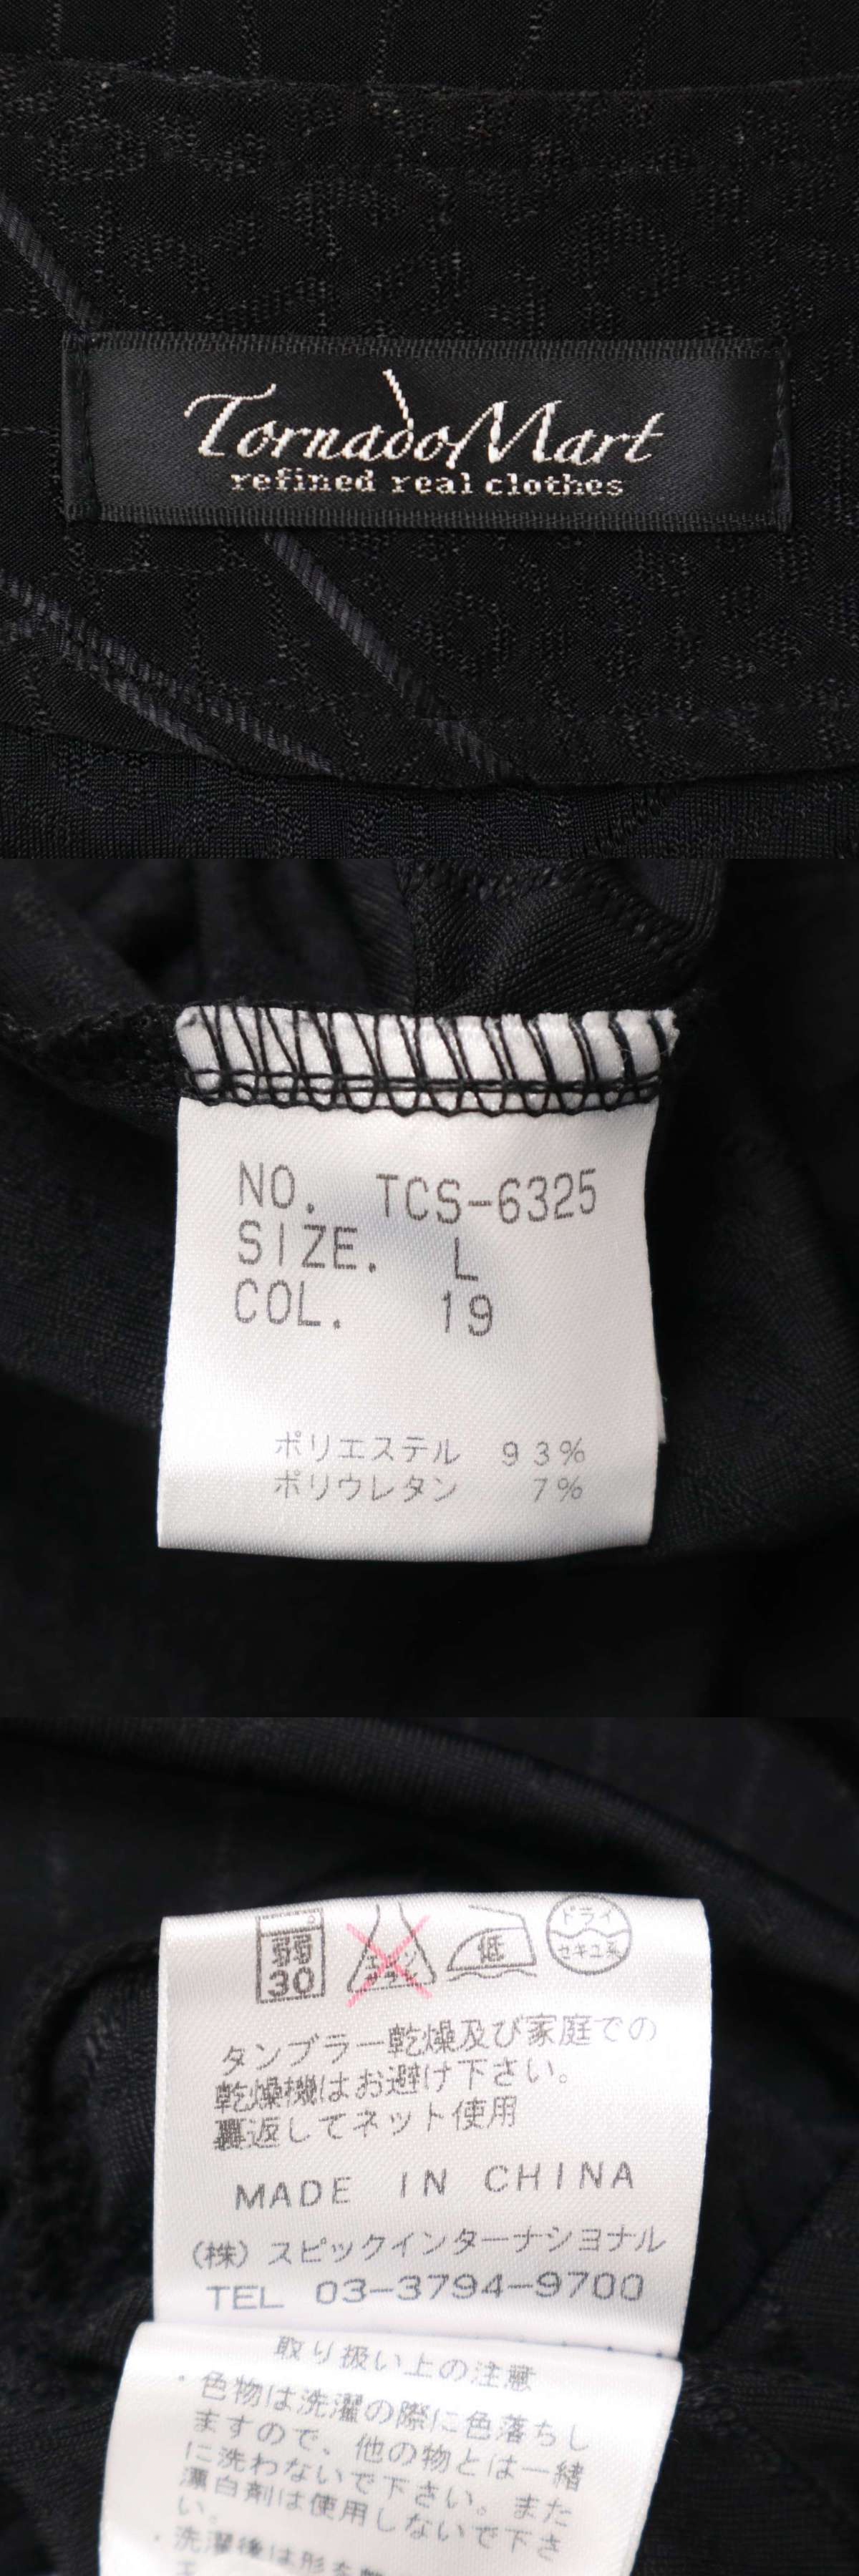 TornadoMart
refined real clothes
NO. TCS-6325
SIZE. L
COL. 19
ポリエステル 93%
ポリウレタン 7%
弱
30
低
ドライ
セキユ系
タンブラー乾燥及び家庭での
乾燥機はお避け下さい。
裏返してネット使用
MADE IN CHINA
(株)スピックインターナショナル
TEL 03-3794-9700
取り扱い上の注意
・色物は洗濯の際に色落ちし
ますので、他の物とは一緒
に洗わないで下さい。また
漂白剤は使用しないで下さ
い。
・洗濯後は形を整